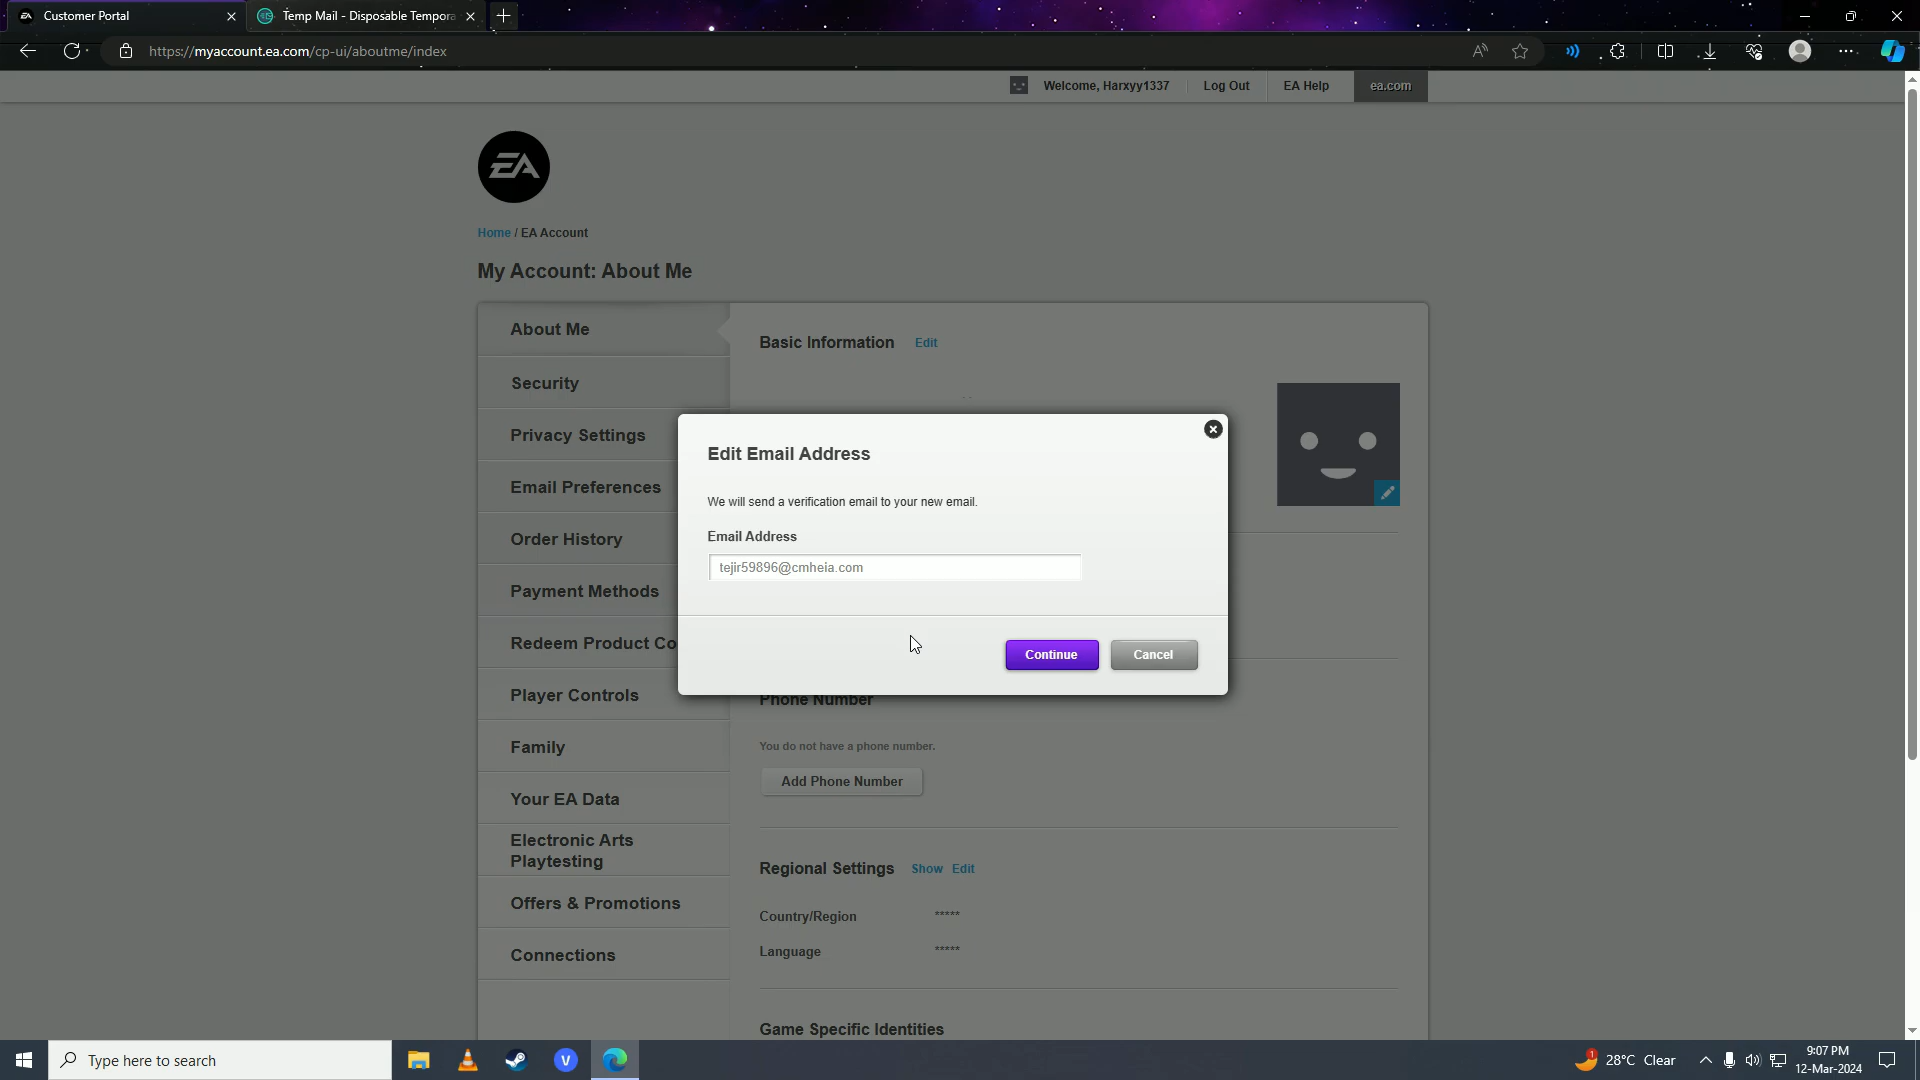 Customer Portal
Temp Mail - Disposable Tempora
https://myaccount.ea.com/cp-ui/aboutme/index
Welcome, Harxyy1337
Log Out
EA Help
ea.com
EA
Home / EA Account
My Account: About Me
About Me
Security
Privacy Settings
Email Preferences
Order History
Payment Methods
Redeem Product Co
Player Controls
Family
Your EA Data
Electronic Arts
Playtesting
Offers & Promotions
Connections
Basic Information Edit
Edit Email Address
We will send a verification email to your new email.
Email Address
tejir59896@cmheia.com
Continue
Cancel
Phone Number
You do not have a phone number.
Add Phone Number
Regional Settings Show Edit
Country/Region *****
Language *****
Game Specific Identities
Type here to search
V
1
28°C Clear
9:07 PM
12-Mar-2024